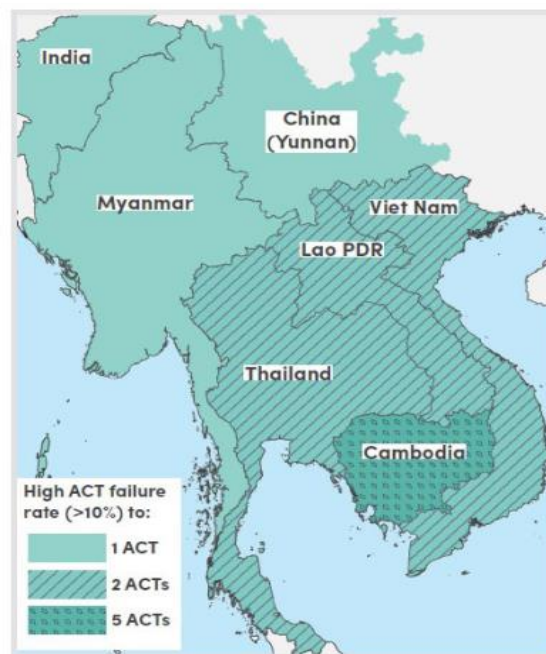 India
China
(Yunnan)
Myanmar
Viet Nam
Lao PDR
Thailand
Cambodia
High ACT failure
rate (>10%) to:
1 ACT
2 ACTs
5 ACTs